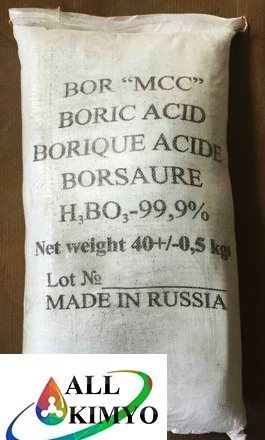 BOR "MCC"
BORIC ACID
BORIQUE ACIDE
BORSAURE
H₃BO₃-99,9%
Net weight 40+/-0,5 kgs
Lot №
MADE IN RUSSIA
ALL
KIMYO